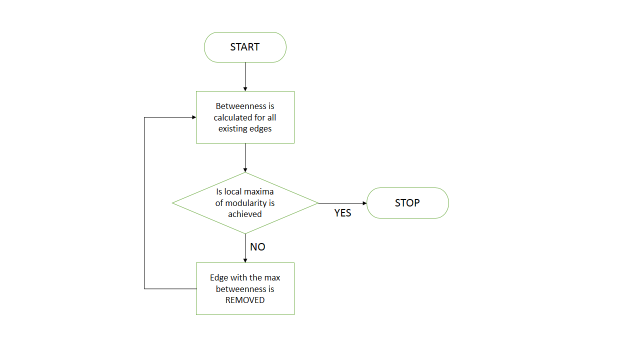 START
Betweenness is
calculated for all
existing edges
Is local maxima
of modularity is
achieved
YES
STOP
NO
Edge with the max
betweenness is
REMOVED